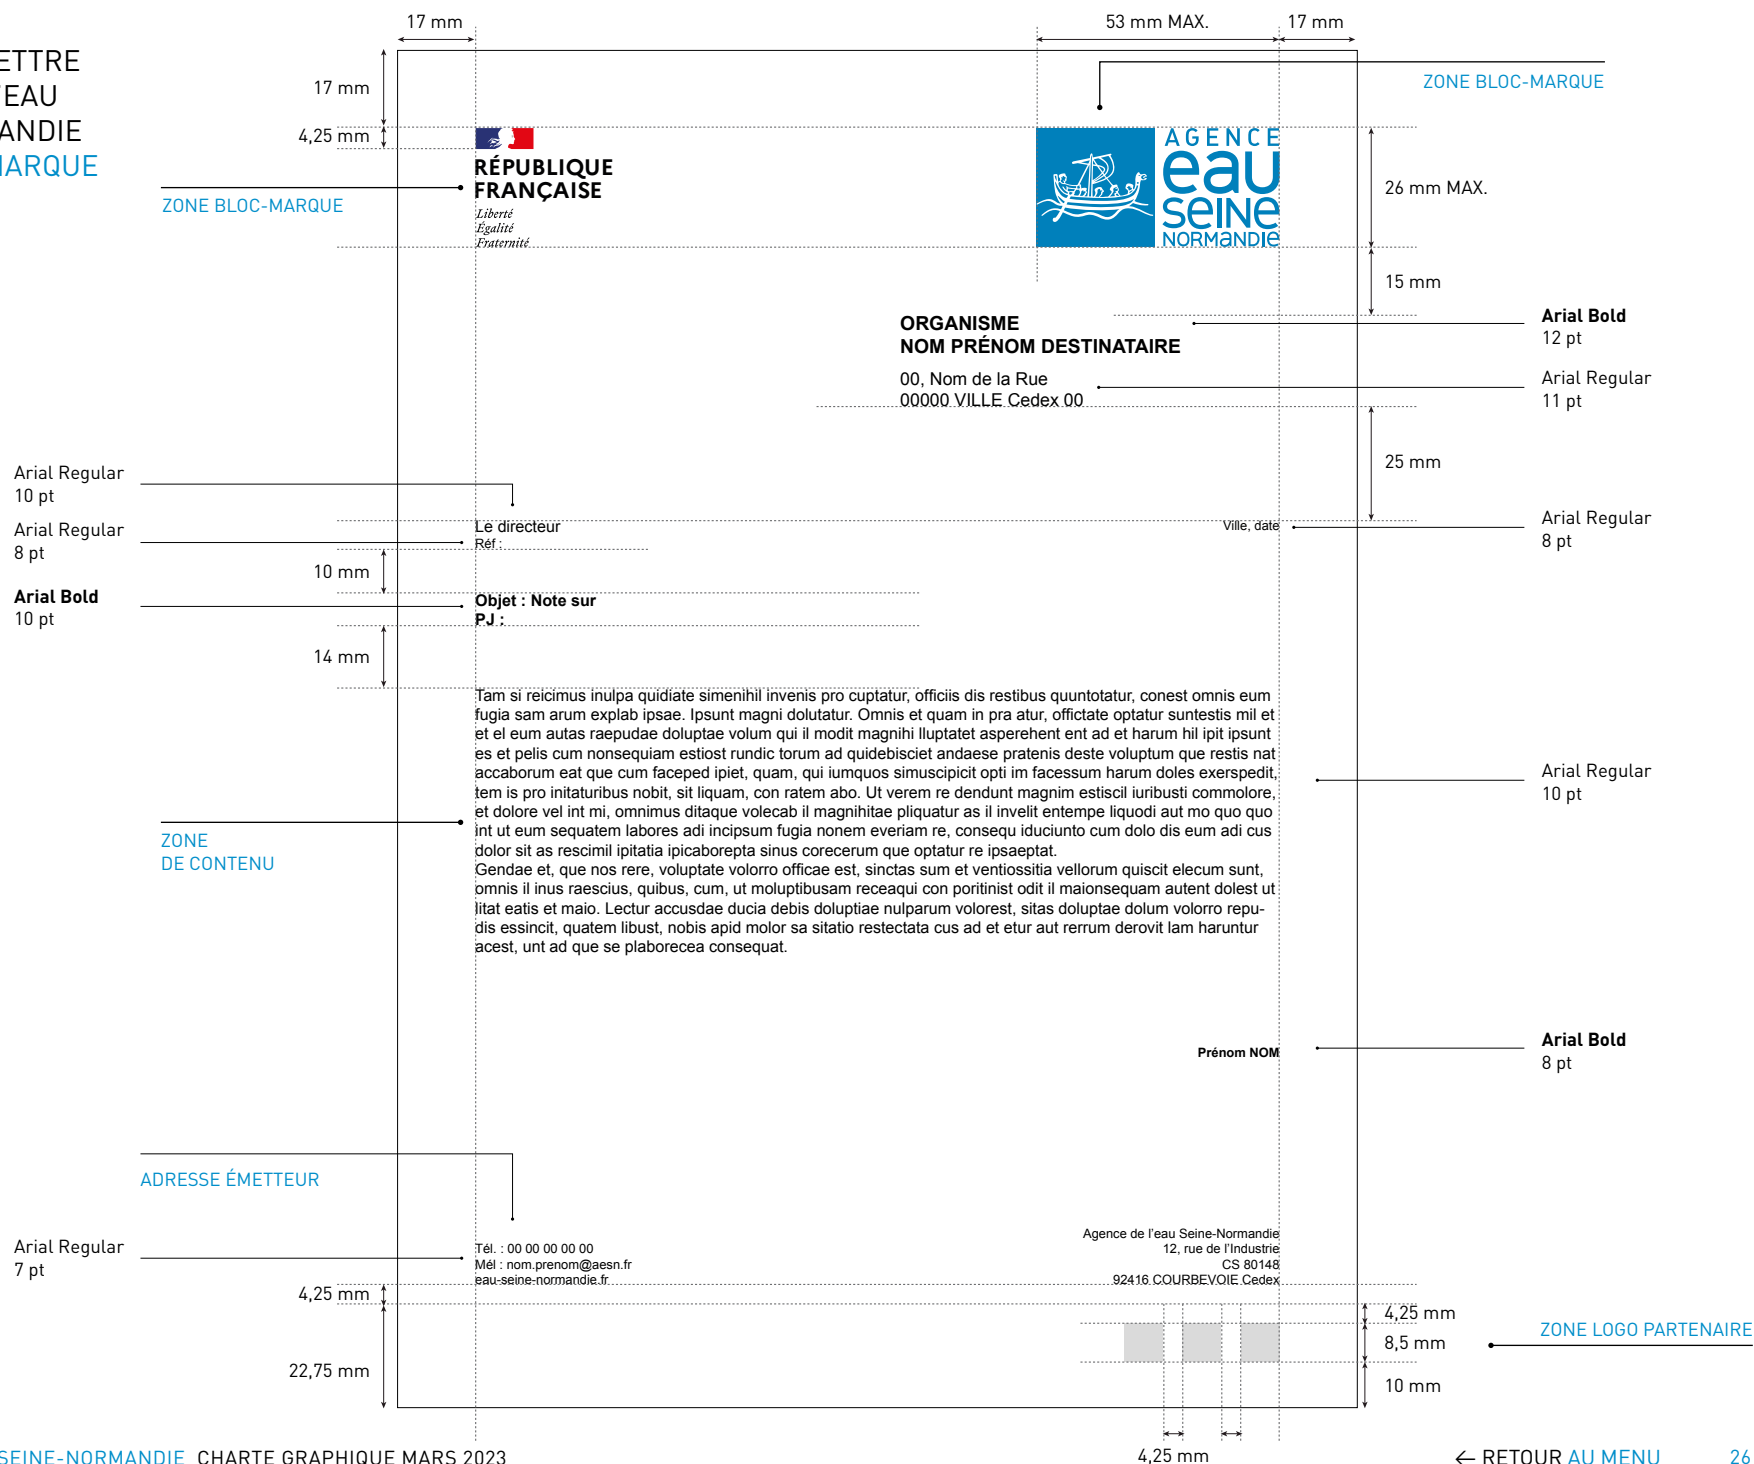 ETTRE
'EAU
ANDIE
MARQUE
17 mm
53 mm MAX.
17 mm
17 mm
4,25 mm
ZONE BLOC-MARQUE
ZONE BLOC-MARQUE
RÉPUBLIQUE
FRANÇAISE
Liberté
Égalité
Fraternité
AGENCE
eau
SEINE
NORMANDIE
26 mm MAX.
15 mm
ORGANISME
NOM PRÉNOM DESTINATAIRE
Arial Bold
12 pt
00, Nom de la Rue
00000 VILLE Cedex 00
Arial Regular
11 pt
25 mm
Arial Regular
10 pt
Arial Regular
8 pt
Le directeur
Réf :
Ville, date
Arial Regular
8 pt
10 mm
Arial Bold
10 pt
Objet : Note sur
PJ :
14 mm
Tam si reicimus inulpa quidiate simenihil invenis pro cuptatur, officiis dis restibus quuntotatur, conest omnis eum
fugia sam arum explab ipsae. Ipsunt magni dolutatur. Omnis et quam in pra atur, offictate optatur suntestis mil et
et el eum autas raepudae doluptae volum qui il modit magnihi lluptatet asperehent ent ad et harum hil ipit ipsunt
es et pelis cum nonsequiam estiost rundic torum ad quidebisciet andaese pratenis deste voluptum que restis nat
accaborum eat que cum faceped ipiet, quam, qui iumquos simuscipicit opti im facessum harum doles exerspedit,
tem is pro initaturibus nobit, sit liquam, con ratem abo. Ut verem re dendunt magnim estiscil iuribusti commolore,
et dolore vel int mi, omnimus ditaque volecab il magnihitae pliquatur as il invelit entempe liquodi aut mo quo quo
int ut eum sequatem labores adi incipsum fugia nonem everiam re, consequ iduciunto cum dolo dis eum adi cus
dolor sit as rescimil ipitatia ipicaborepta sinus corecerum que optatur re ipsaeptat.
Gendae et, que nos rere, voluptate volorro officae est, sinctas sum et ventiossitia vellorum quiscit elecum sunt,
omnis il inus raescius, quibus, cum, ut moluptibusam receaqui con poritinist odit il maionsequam autent dolest ut
litat eatis et maio. Lectur accusdae ducia debis doluptiae nulparum volorest, sitas doluptae dolum volorro repu-
dis essincit, quatem libust, nobis apid molor sa sitatio restectata cus ad et etur aut rerrum derovit lam haruntur
acest, unt ad que se plaborecea consequat.
Arial Regular
10 pt
ZONE
DE CONTENU
Prénom NOM
Arial Bold
8 pt
ADRESSE ÉMETTEUR
Arial Regular
7 pt
Tél. : 00 00 00 00 00
Mél : nom.prenom@aesn.fr
eau-seine-normandie.fr
Agence de l'eau Seine-Normandie
12, rue de l'Industrie
CS 80148
92416 COURBEVOIE Cedex
4,25 mm
22,75 mm
4,25 mm
8,5 mm
10 mm
ZONE LOGO PARTENAIRE
4,25 mm
SEINE-NORMANDIE CHARTE GRAPHIQUE MARS 2023
← RETOUR AU MENU 26